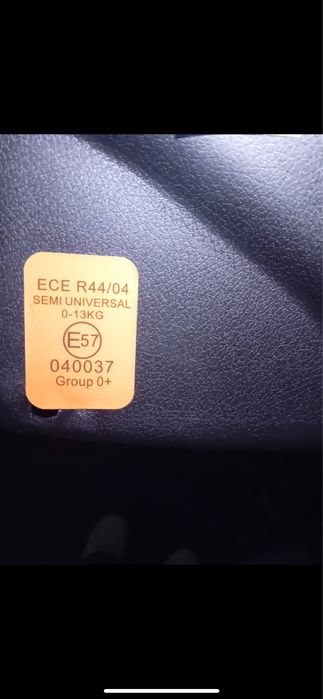 ECE R44/04
SEMI UNIVERSAL
0-13KG
E57
040037
Group 0+